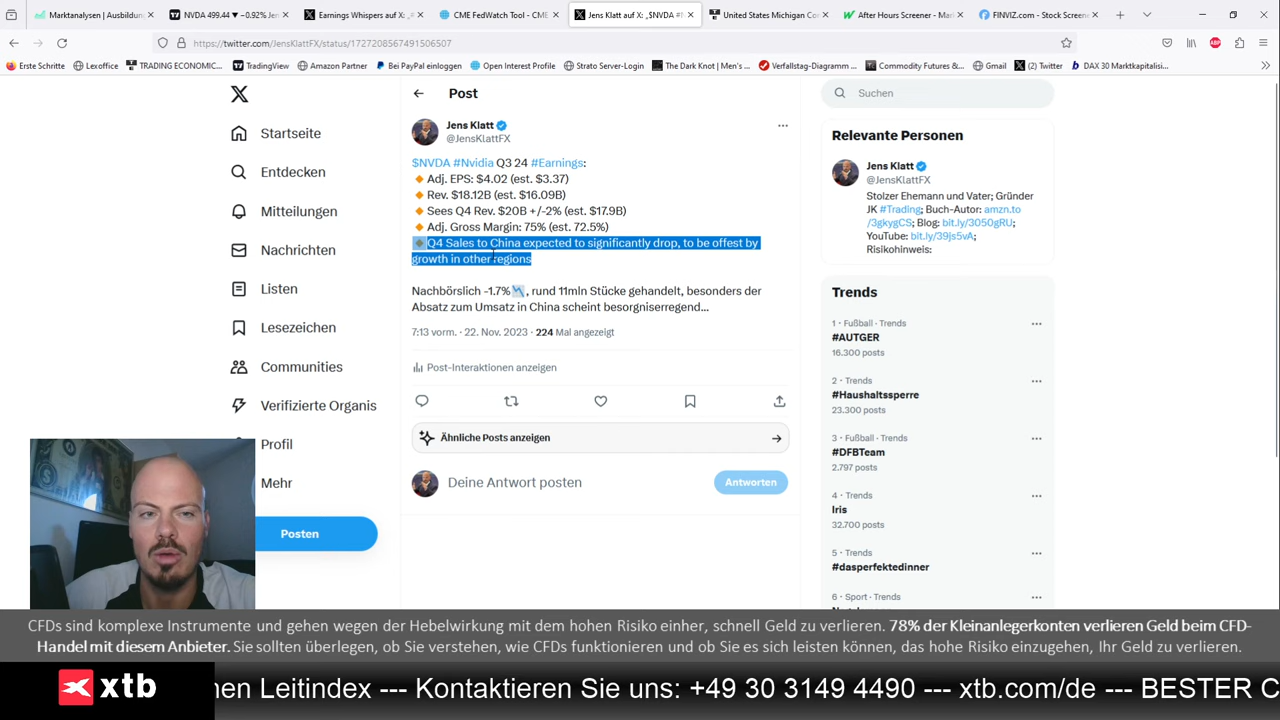 Marktanalysen | Ausbildun
NVDA 499.44 ▼ −0.92% Jen
Earnings Whispers auf X: „
CME FedWatch Tool - CME
Jens Klatt auf X: „$NVDA #N
United States Michigan Co
After Hours Screener - Ma
FINVIZ.com - Stock Screene
https://twitter.com/JensKlattFX/status/1727208567491506507
Erste Schritte
Lexoffice
TRADING ECONOMIC...
TradingView
Amazon Partner
Bei PayPal einloggen
Open Interest Profile
Strato Server-Login
The Dark Knot | Men's ...
Verfallstag-Diagramm ...
Commodity Futures &...
Gmail
(2) Twitter
DAX 30 Marktkapitalisi...
Startseite
Entdecken
Mitteilungen
Nachrichten
Listen
Lesezeichen
Communities
Verifizierte Organis
Profil
Mehr
Posten
Post
Jens Klatt
@JensKlattFX
$NVDA #Nvidia Q3 24 #Earnings:
🔸Adj. EPS: $4.02 (est. $3.37)
🔸Rev. $18.12B (est. $16.09B)
🔸Sees Q4 Rev. $20B +/-2% (est. $17.9B)
🔸Adj. Gross Margin: 75% (est. 72.5%)
🔸Q4 Sales to China expected to significantly drop, to be offest by
growth in other regions
Nachbörslich -1.7%📉, rund 11mln Stücke gehandelt, besonders der
Absatz zum Umsatz in China scheint besorgniserregend...
7:13 vorm. · 22. Nov. 2023 · 224 Mal angezeigt
Post-Interaktionen anzeigen
Ähnliche Posts anzeigen
Deine Antwort posten
Antworten
Suchen
Relevante Personen
Jens Klatt
@JensKlattFX
Stolzer Ehemann und Vater; Gründer
JK #Trading; Buch-Autor: amzn.to
/3gkygCS; Blog: bit.ly/3050gRU;
YouTube: bit.ly/39js5vA;
Risikohinweis:
Trends
1 · Fußball · Trends
#AUTGER
16.300 posts
2 · Trends
#Haushaltssperre
23.300 posts
3 · Fußball · Trends
#DFBTeam
2.797 posts
4 · Trends
Iris
32.700 posts
5 · Trends
#dasperfektedinner
6 · Sport · Trends
CFDs sind komplexe Instrumente und gehen wegen der Hebelwirkung mit dem hohen Risiko einher, schnell Geld zu verlieren. 78% der Kleinanlegerkonten verlieren Geld beim CFD-
Handel mit diesem Anbieter. Sie sollten überlegen, ob Sie verstehen, wie CFDs funktionieren und ob Sie es sich leisten können, das hohe Risiko einzugehen, Ihr Geld zu verlieren.
xtb
nen Leitindex --- Kontaktieren Sie uns: +49 30 3149 4490 --- xtb.com/de --- BESTER C